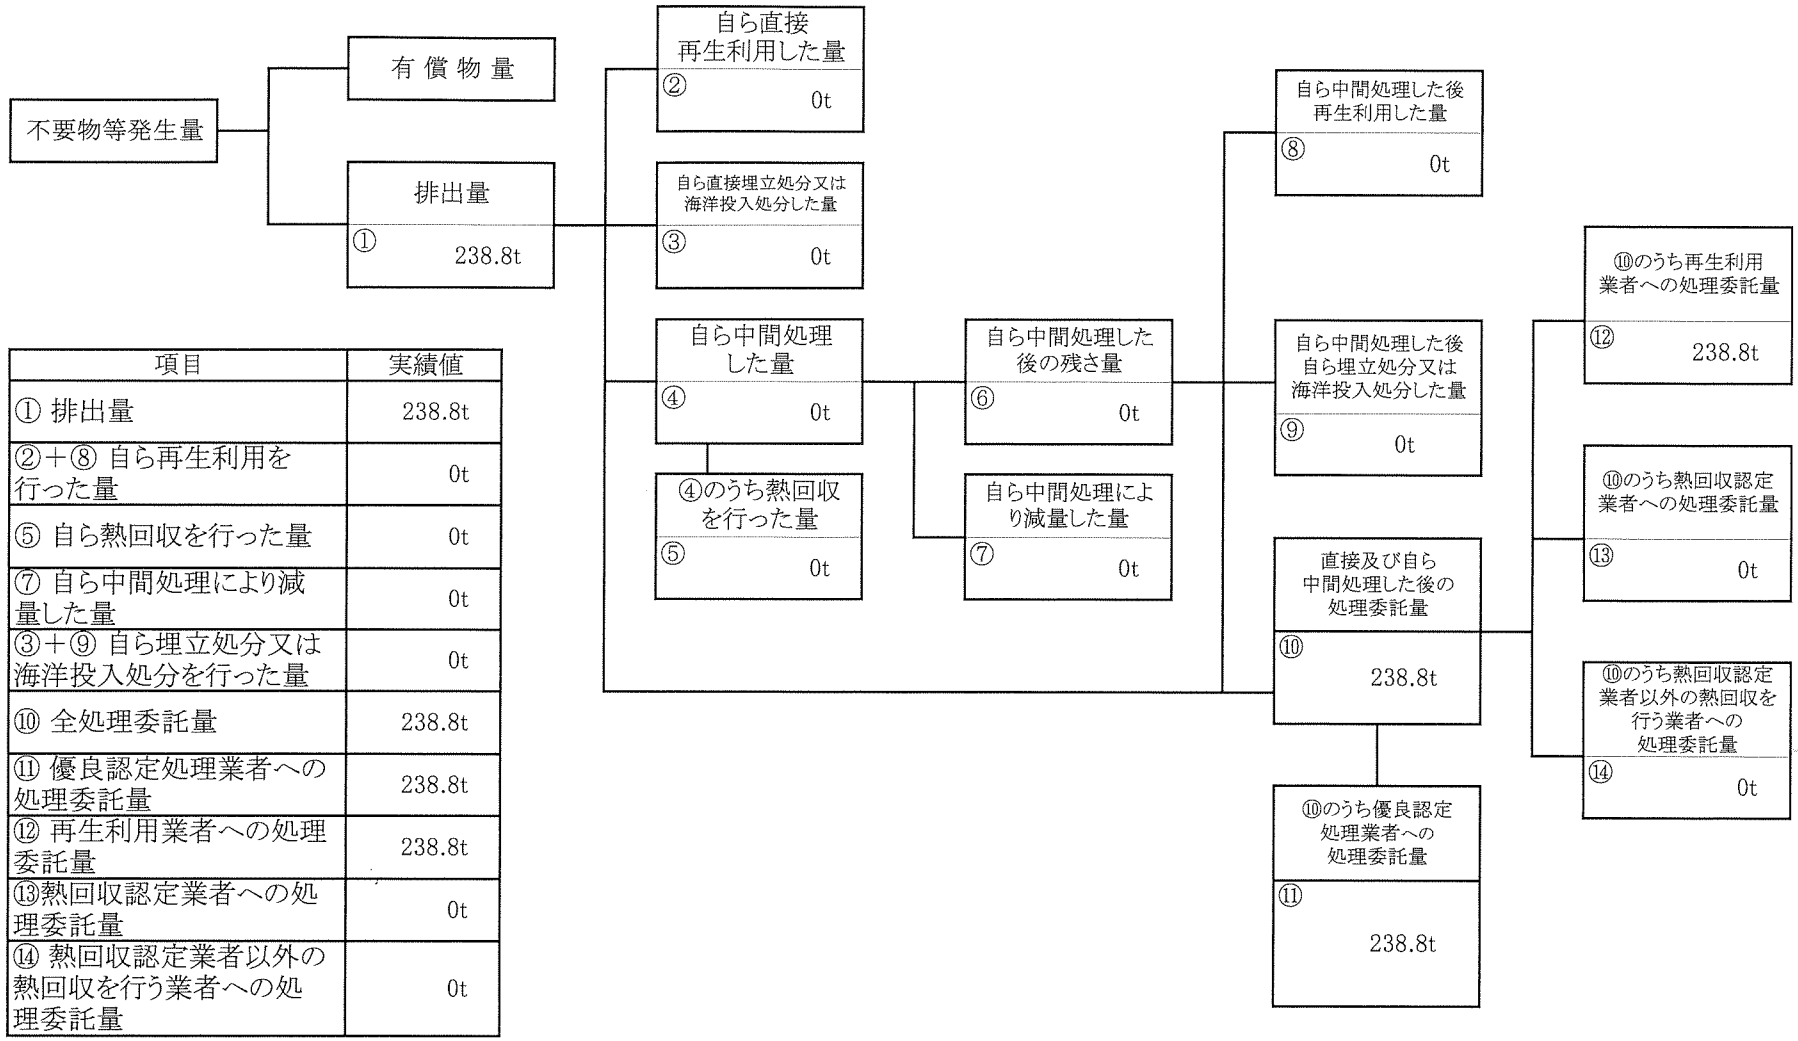 不要物等発生量
有償物量
排出量
①
238.8t
自ら直接
再生利用した量
②
0t
自ら直接埋立処分又は
海洋投入処分した量
③
0t
自ら中間処理
した量
④
0t
④のうち熱回収
を行った量
⑤
0t
自ら中間処理した
後の残さ量
⑥
0t
自ら中間処理によ
り減量した量
⑦
0t
自ら中間処理した後
再生利用した量
⑧
0t
自ら中間処理した後
自ら埋立処分又は
海洋投入処分した量
⑨
0t
直接及び自ら
中間処理した後の
処理委託量
⑩
238.8t
⑩のうち優良認定
処理業者への
処理委託量
⑪
238.8t
⑩のうち再生利用
業者への処理委託量
⑫
238.8t
⑩のうち熱回収認定
業者への処理委託量
⑬
0t
⑩のうち熱回収認定
業者以外の熱回収を
行う業者への
処理委託量
⑭
0t
項目 実績値
① 排出量 238.8t
②＋⑧ 自ら再生利用を
行った量 0t
⑤ 自ら熱回収を行った量 0t
⑦ 自ら中間処理により減
量した量 0t
③＋⑨ 自ら埋立処分又は
海洋投入処分を行った量 0t
⑩ 全処理委託量 238.8t
⑪ 優良認定処理業者への
処理委託量 238.8t
⑫ 再生利用業者への処理
委託量 238.8t
⑬熱回収認定業者への処
理委託量 0t
⑭ 熱回収認定業者以外の
熱回収を行う業者への処
理委託量 0t